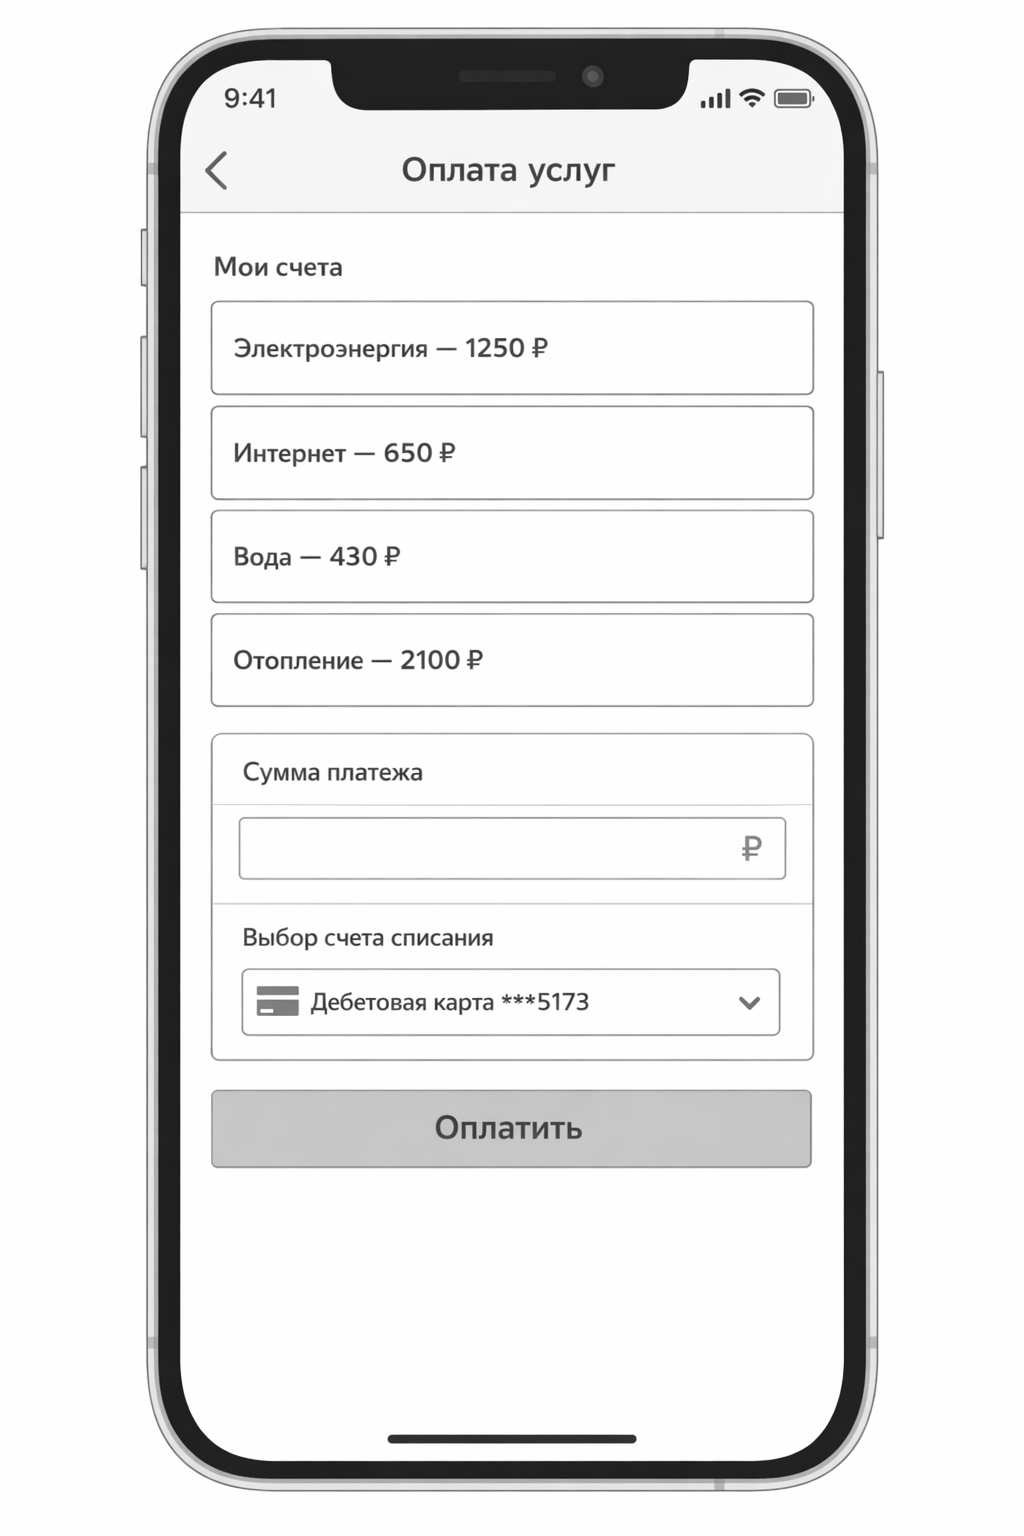 9:41
Оплата услуг
Мои счета
Электроэнергия — 1250 ₽
Интернет — 650 ₽
Вода — 430 ₽
Отопление — 2100 ₽
Сумма платежа
₽
Выбор счета списания
Дебетовая карта ***5173
Оплатить